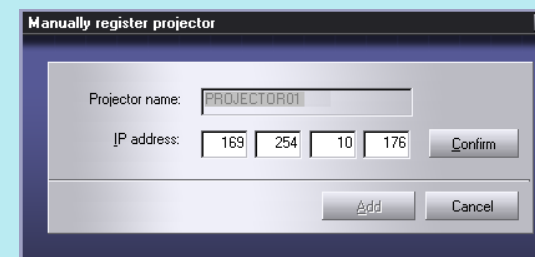 Manually register projector
Projector name: PROJECTOR01
IP address: 169 254 10 176 Confirm
Add Cancel